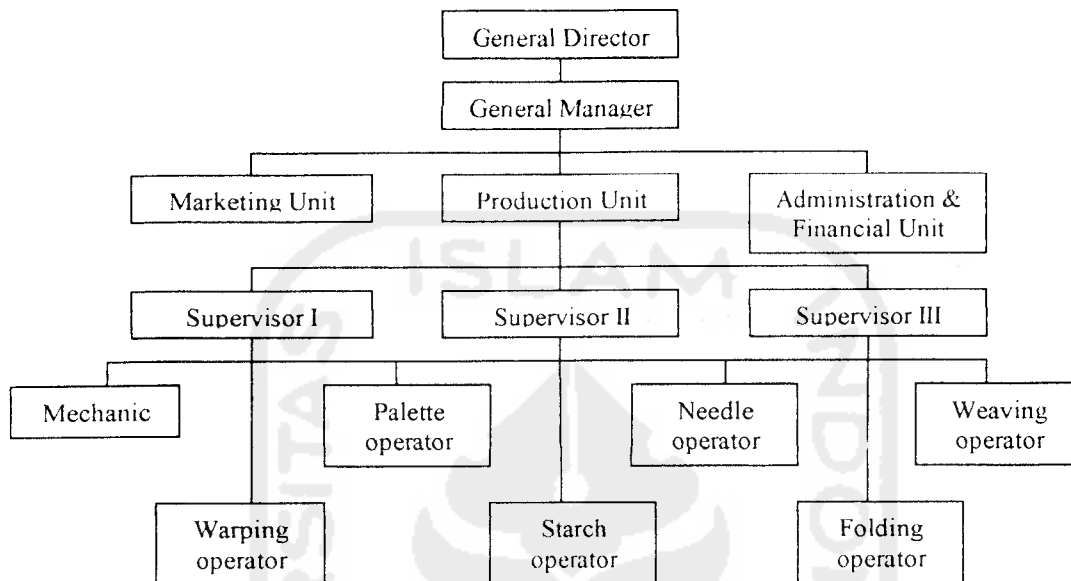 General Director
General Manager
Marketing Unit
Production Unit
Administration &
Financial Unit
ISLAM
Supervisor I
Supervisor II
Supervisor III
Mechanic
Palette
operator
Needle
operator
Weaving
operator
Warping
operator
Starch
operator
Folding
operator